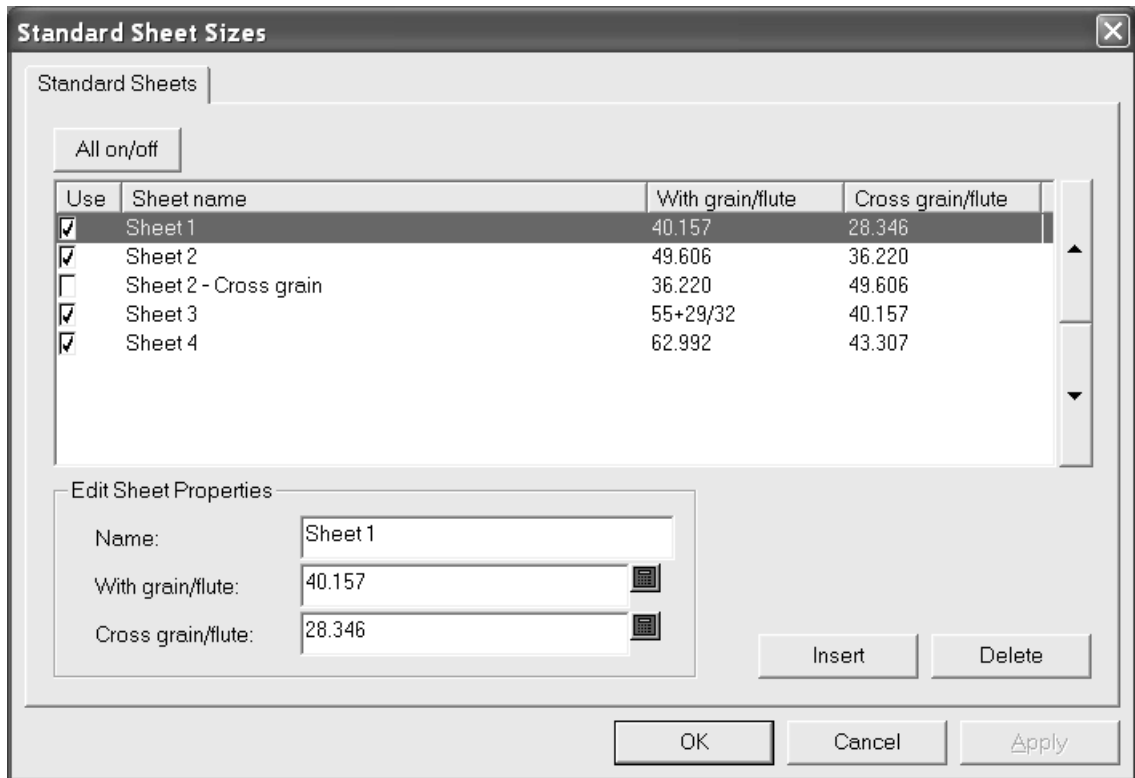 Standard Sheet Sizes
Standard Sheets
All on/off
Use Sheet name With grain/flute Cross grain/flute
Sheet 1 40.157 28.346
Sheet 2 49.606 36.220
Sheet 2 - Cross grain 36.220 49.606
Sheet 3 55+29/32 40.157
Sheet 4 62.992 43.307
Edit Sheet Properties
Name: Sheet 1
With grain/flute: 40.157
Cross grain/flute: 28.346
Insert Delete
OK Cancel Apply